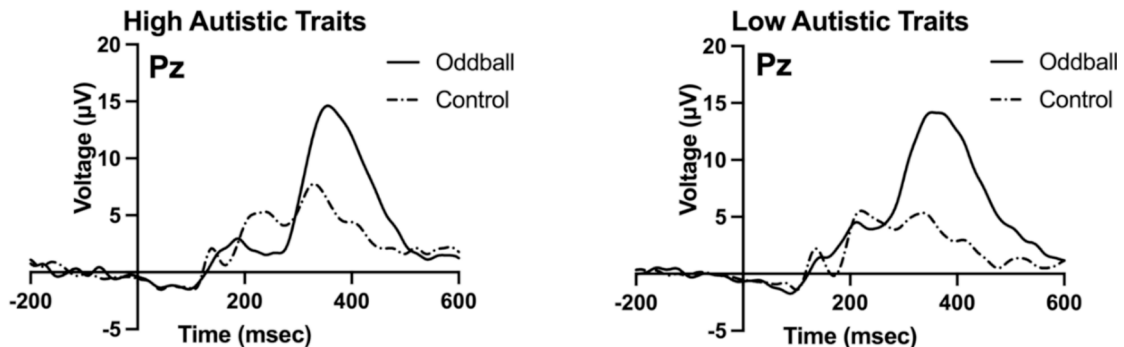 High Autistic Traits
20
Pz
Oddball
Control
15
10
5
-5
Voltage (µV)
-200
200
400
600
Time (msec)
Low Autistic Traits
20
Pz
Oddball
Control
15
10
5
-5
Voltage (µV)
-200
200
400
600
Time (msec)